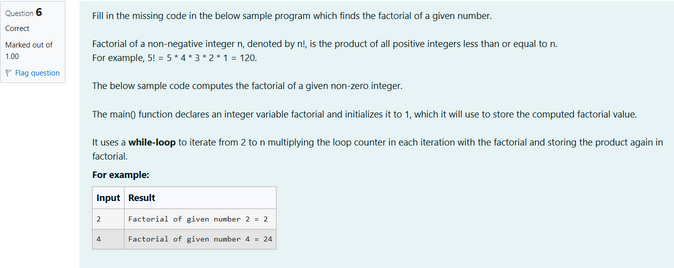 Question 6
Correct
Marked out of
1.00
Flag question
Fill in the missing code in the below sample program which finds the factorial of a given number.
Factorial of a non-negative integer n, denoted by n!, is the product of all positive integers less than or equal to n.
For example, 5! = 5 * 4 * 3 * 2 * 1 = 120.
The below sample code computes the factorial of a given non-zero integer.
The main() function declares an integer variable factorial and initializes it to 1, which it will use to store the computed factorial value.
It uses a while-loop to iterate from 2 to n multiplying the loop counter in each iteration with the factorial and storing the product again in
factorial.
For example:
Input Result
2 Factorial of given number 2 = 2
4 Factorial of given number 4 = 24